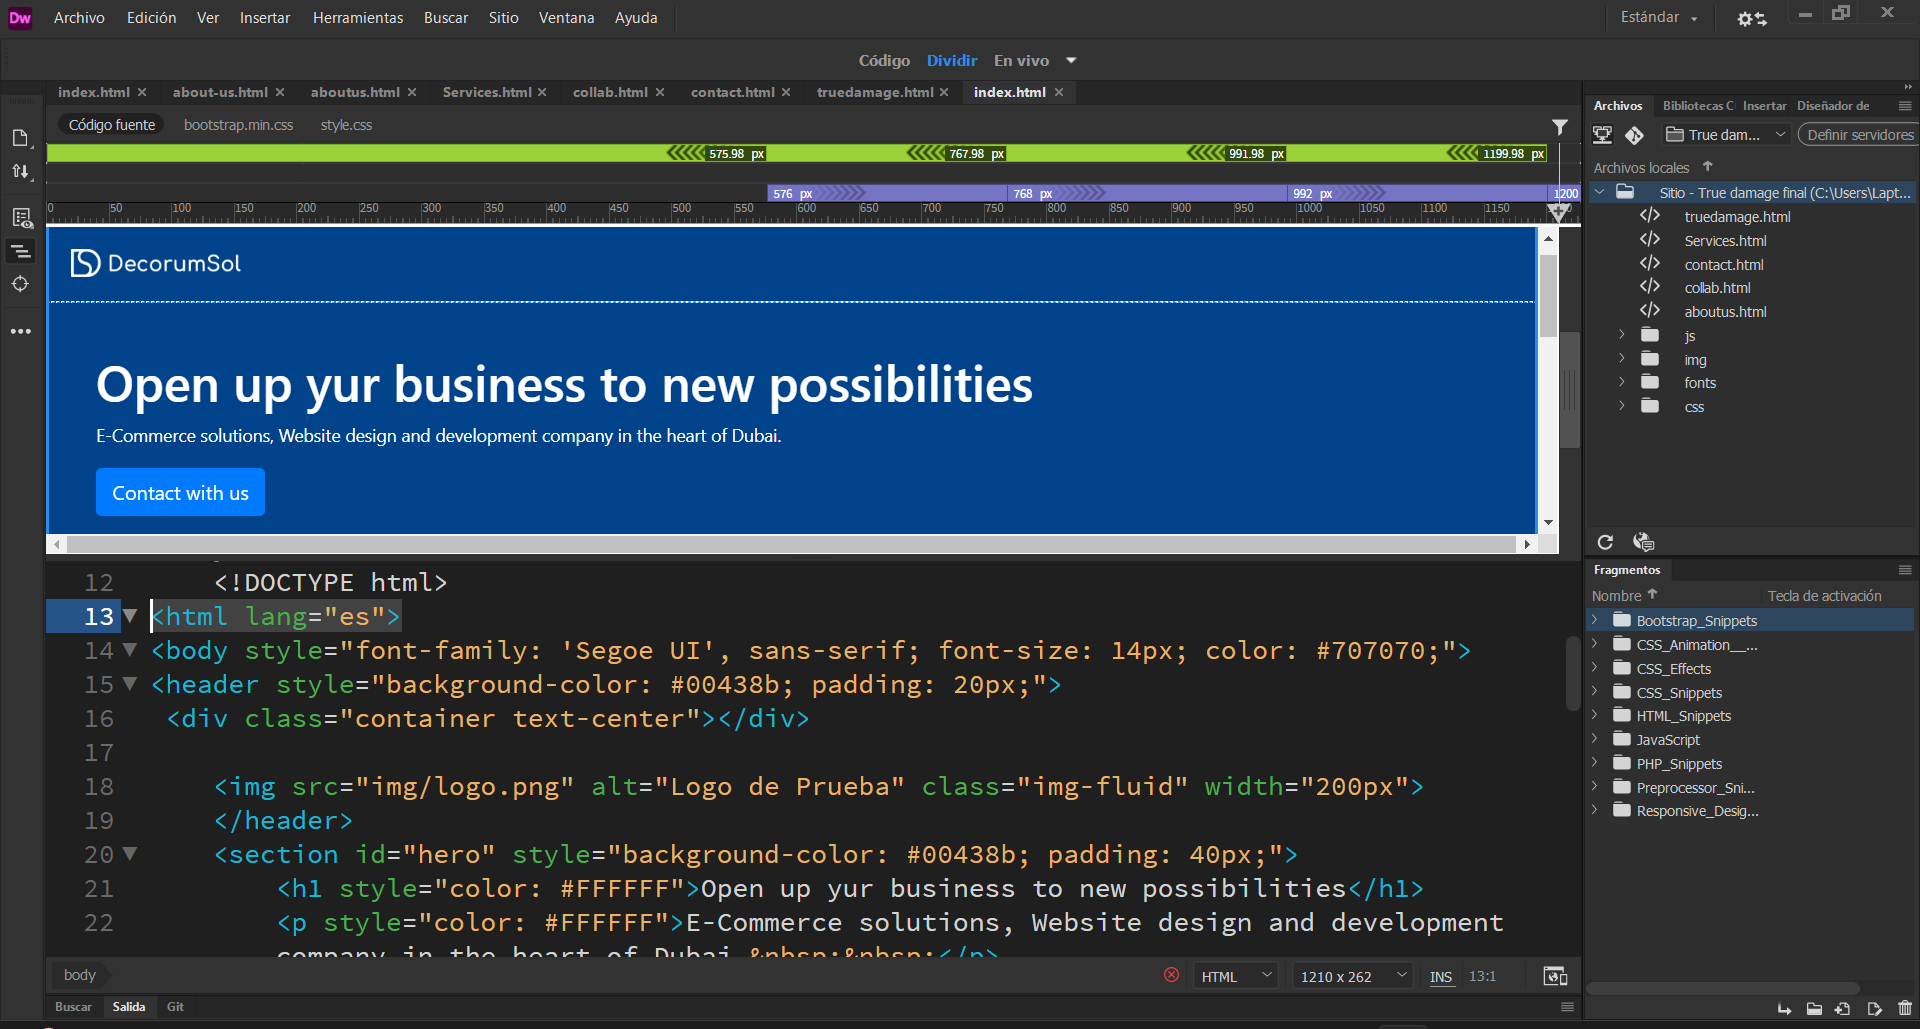 Dw Archivo Edición Ver Insertar Herramientas Buscar Sitio Ventana Ayuda Estándar
Código Dividir En vivo
index.html about-us.html aboutus.html Services.html collab.html contact.html truedamage.html index.html
Código fuente bootstrap.min.css style.css
575.98 px 767.98 px 991.98 px 1199.98 px
576 px 768 px 992 px 1200
0 50 100 150 200 250 300 350 400 450 500 550 600 650 700 750 800 850 900 950 1000 1050 1100 1150
DecorumSol
Open up yur business to new possibilities
E-Commerce solutions, Website design and development company in the heart of Dubai.
Contact with us
12 <!DOCTYPE html>
13 <html lang="es">
14 <body style="font-family: 'Segoe UI', sans-serif; font-size: 14px; color: #707070;">
15 <header style="background-color: #00438b; padding: 20px;">
16 <div class="container text-center"></div>
17
18 <img src="img/logo.png" alt="Logo de Prueba" class="img-fluid" width="200px">
19 </header>
20 <section id="hero" style="background-color: #00438b; padding: 40px;">
21 <h1 style="color: #FFFFFF">Open up yur business to new possibilities</h1>
22 <p style="color: #FFFFFF">E-Commerce solutions, Website design and development
company in the heart of Dubai.&nbsp;&nbsp;</p>
body HTML 1210 x 262 INS 13:1
Buscar Salida Git
Archivos Bibliotecas C Insertar Diseñador de
True dam... Definir servidores
Archivos locales
Sitio - True damage final (C:\Users\Lapt...
truedamage.html
Services.html
contact.html
collab.html
aboutus.html
js
img
fonts
css
Fragmentos
Nombre Tecla de activación
Bootstrap_Snippets
CSS_Animation__...
CSS_Effects
CSS_Snippets
HTML_Snippets
JavaScript
PHP_Snippets
Preprocessor_Sni...
Responsive_Desig...